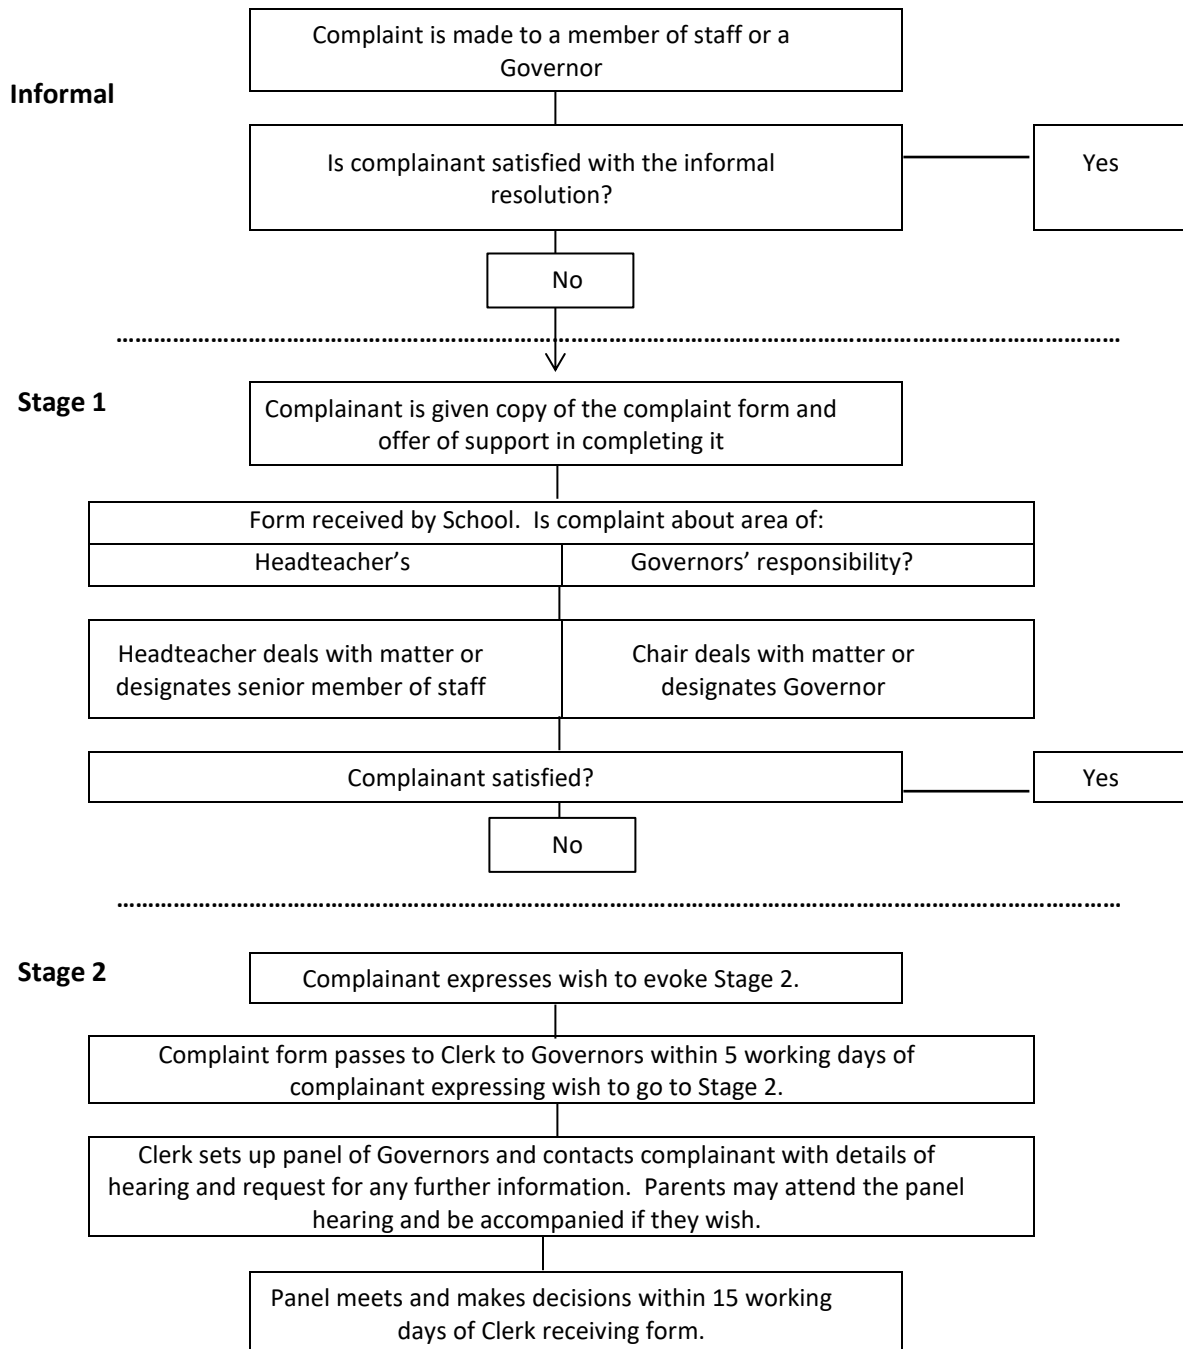 Complaint is made to a member of staff or a
Governor
Informal
Is complainant satisfied with the informal
resolution?
Yes
No
Stage 1
Complainant is given copy of the complaint form and
offer of support in completing it
Form received by School.  Is complaint about area of:
Headteacher’s
Governors’ responsibility?
Headteacher deals with matter or
designates senior member of staff
Chair deals with matter or
designates Governor
Complainant satisfied?
Yes
No
Stage 2
Complainant expresses wish to evoke Stage 2.
Complaint form passes to Clerk to Governors within 5 working days of
complainant expressing wish to go to Stage 2.
Clerk sets up panel of Governors and contacts complainant with details of
hearing and request for any further information.  Parents may attend the panel
hearing and be accompanied if they wish.
Panel meets and makes decisions within 15 working
days of Clerk receiving form.